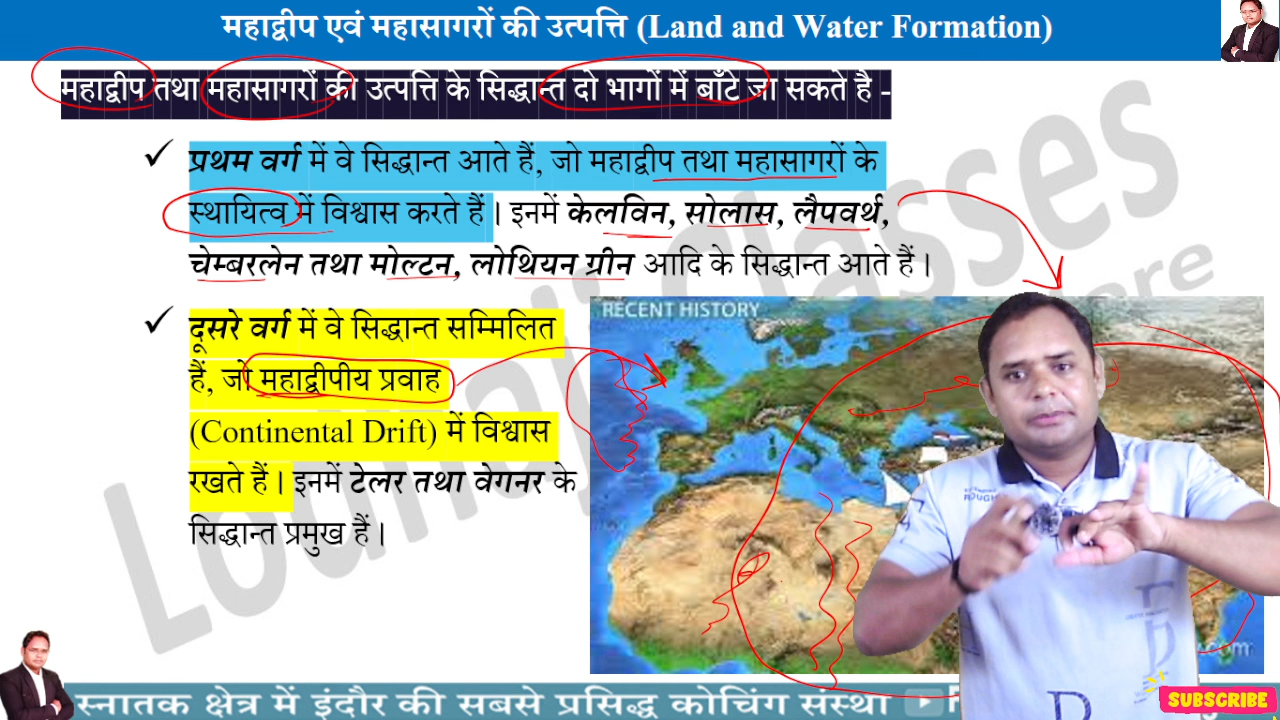 महाद्वीप एवं महासागरों की उत्पत्ति (Land and Water Formation)
महाद्वीप तथा महासागरों की उत्पत्ति के सिद्धान्त दो भागों में बाँटे जा सकते है -
✓ प्रथम वर्ग में वे सिद्धान्त आते हैं, जो महाद्वीप तथा महासागरों के
स्थायित्व में विश्वास करते हैं । इनमें केलविन, सोलास, लैपवर्थ,
चेम्बरलेन तथा मोल्टन, लोथियन ग्रीन आदि के सिद्धान्त आते हैं ।
✓ दूसरे वर्ग में वे सिद्धान्त सम्मिलित
हैं, जो महाद्वीपीय प्रवाह
(Continental Drift) में विश्वास
रखते हैं । इनमें टेलर तथा वेगनर के
सिद्धान्त प्रमुख हैं ।
RECENT HISTORY
स्नातक क्षेत्र में इंदौर की सबसे प्रसिद्ध कोचिंग संस्था
SUBSCRIBE